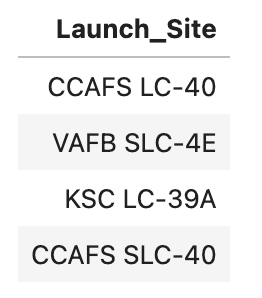 Launch_Site
CCAFS LC-40
VAFB SLC-4E
KSC LC-39A
CCAFS SLC-40